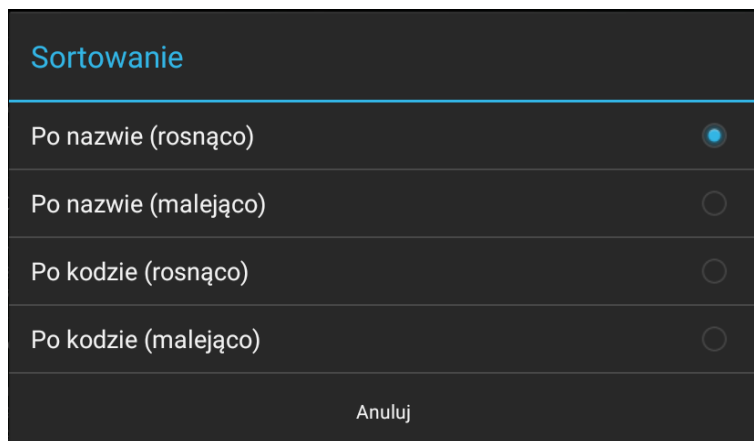 Sortowanie
Po nazwie (rosnąco)
Po nazwie (malejąco)
Po kodzie (rosnąco)
Po kodzie (malejąco)
Anuluj